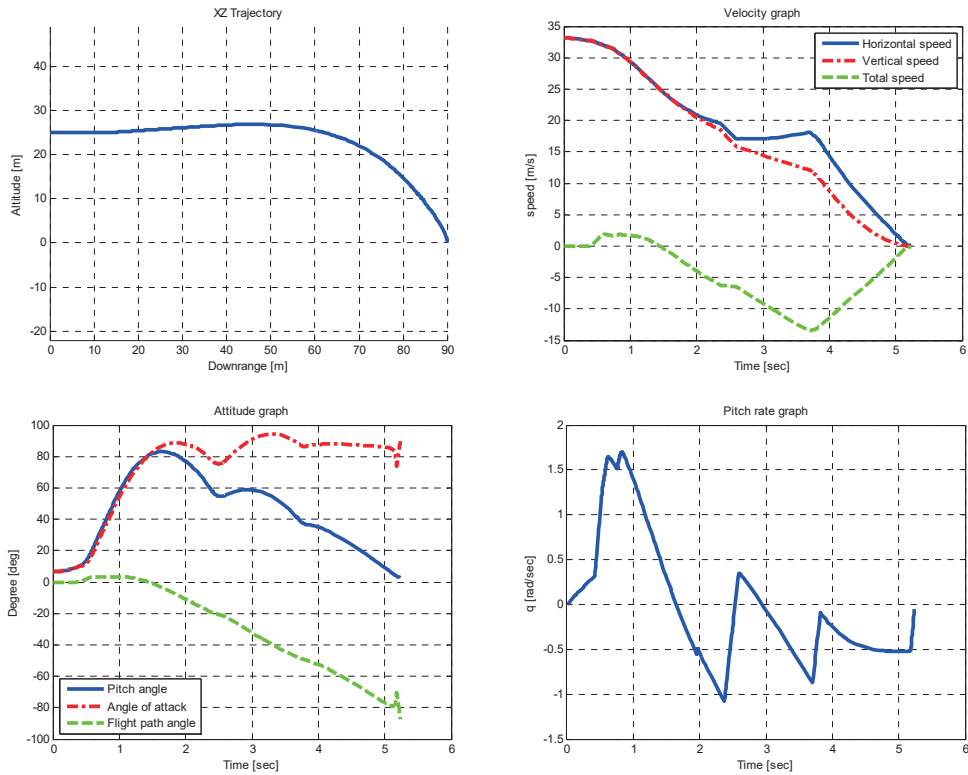 XZ Trajectory
40
30
20
10
0
-10
-20
0 10 20 30 40 50 60 70 80 90
Altitude [m]
Downrange [m]
Velocity graph
Horizontal speed
Vertical speed
Total speed
35
30
25
20
15
10
5
0
-5
-10
-15
0 1 2 3 4 5 6
speed [m/s]
Time [sec]
Attitude graph
100
80
60
40
20
0
-20
-40
-60
-80
-100
0 1 2 3 4 5 6
Degree [deg]
Pitch angle
Angle of attack
Flight path angle
Time [sec]
Pitch rate graph
2
1.5
1
0.5
0
-0.5
-1
-1.5
0 1 2 3 4 5 6
q [rad/sec]
Time [sec]